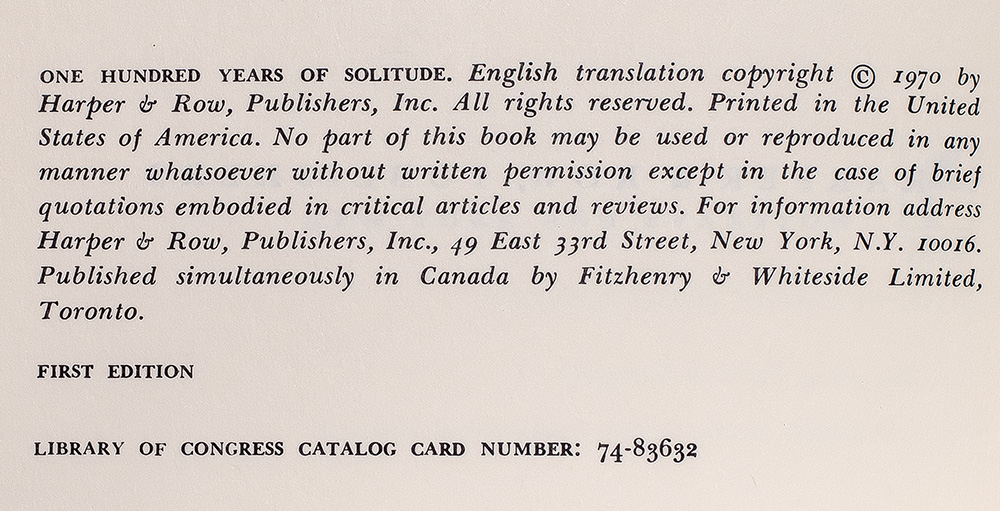 ONE HUNDRED YEARS OF SOLITUDE. English translation copyright © 1970 by
Harper & Row, Publishers, Inc. All rights reserved. Printed in the United
States of America. No part of this book may be used or reproduced in any
manner whatsoever without written permission except in the case of brief
quotations embodied in critical articles and reviews. For information address
Harper & Row, Publishers, Inc., 49 East 33rd Street, New York, N.Y. 10016.
Published simultaneously in Canada by Fitzhenry & Whiteside Limited,
Toronto.
FIRST EDITION
LIBRARY OF CONGRESS CATALOG CARD NUMBER: 74-83632